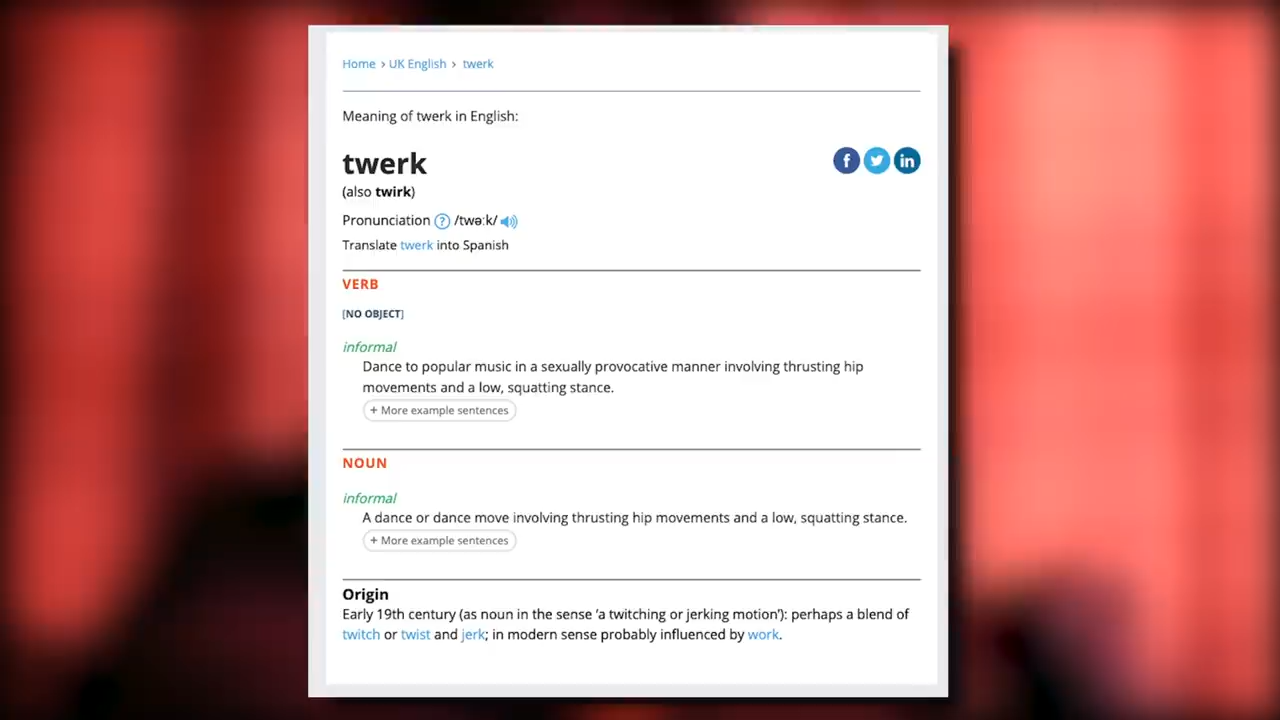 Home > UK English > twerk
Meaning of twerk in English:
twerk
(also twirk)
Pronunciation ? /twəːk/
Translate twerk into Spanish
VERB
[NO OBJECT]
informal
Dance to popular music in a sexually provocative manner involving thrusting hip
movements and a low, squatting stance.
+ More example sentences
NOUN
informal
A dance or dance move involving thrusting hip movements and a low, squatting stance.
+ More example sentences
Origin
Early 19th century (as noun in the sense ‘a twitching or jerking motion’): perhaps a blend of
twitch or twist and jerk; in modern sense probably influenced by work.